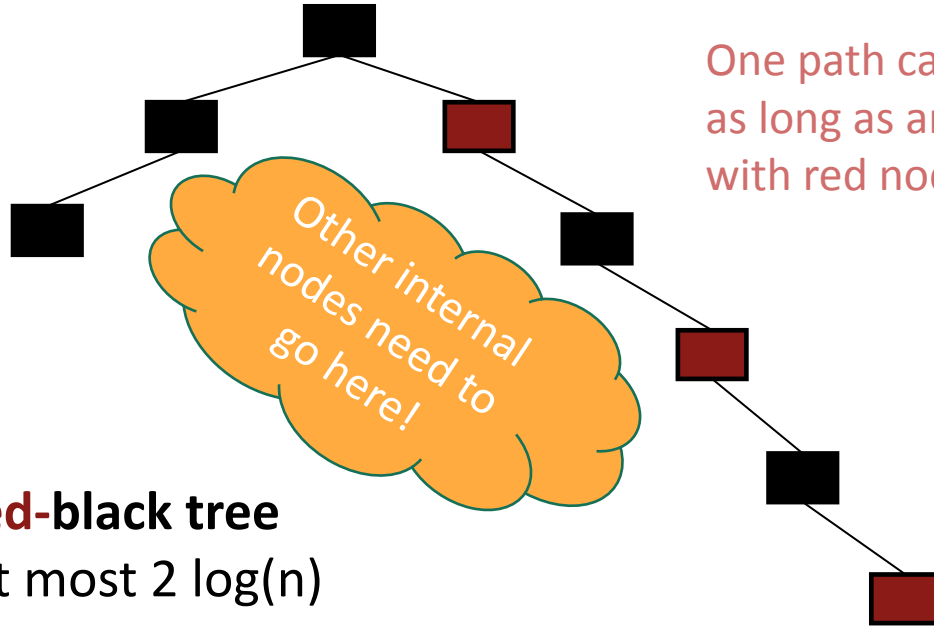 One path ca
as long as a
with red no
Other internal
nodes need to
go here!
ed-black tree
t most 2 log(n)